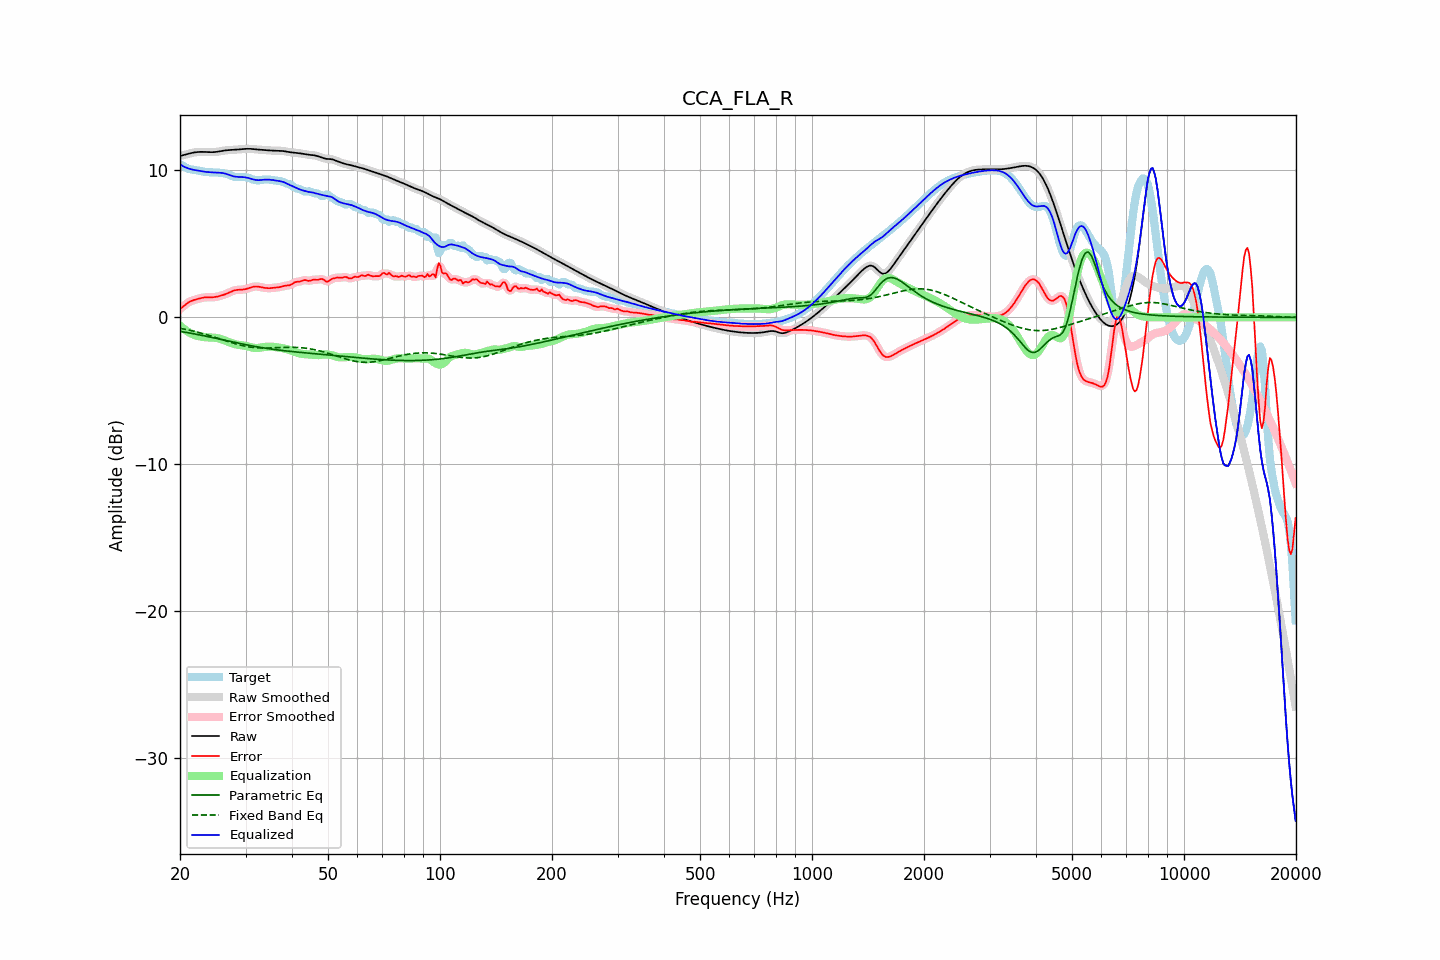 CCA_FLA_R
Amplitude (dBr)
10
0
−10
−20
−30
Target
Raw Smoothed
Error Smoothed
Raw
Error
Equalization
Parametric Eq
Fixed Band Eq
Equalized
20 50 100 200 500 1000 2000 5000 10000 20000
Frequency (Hz)